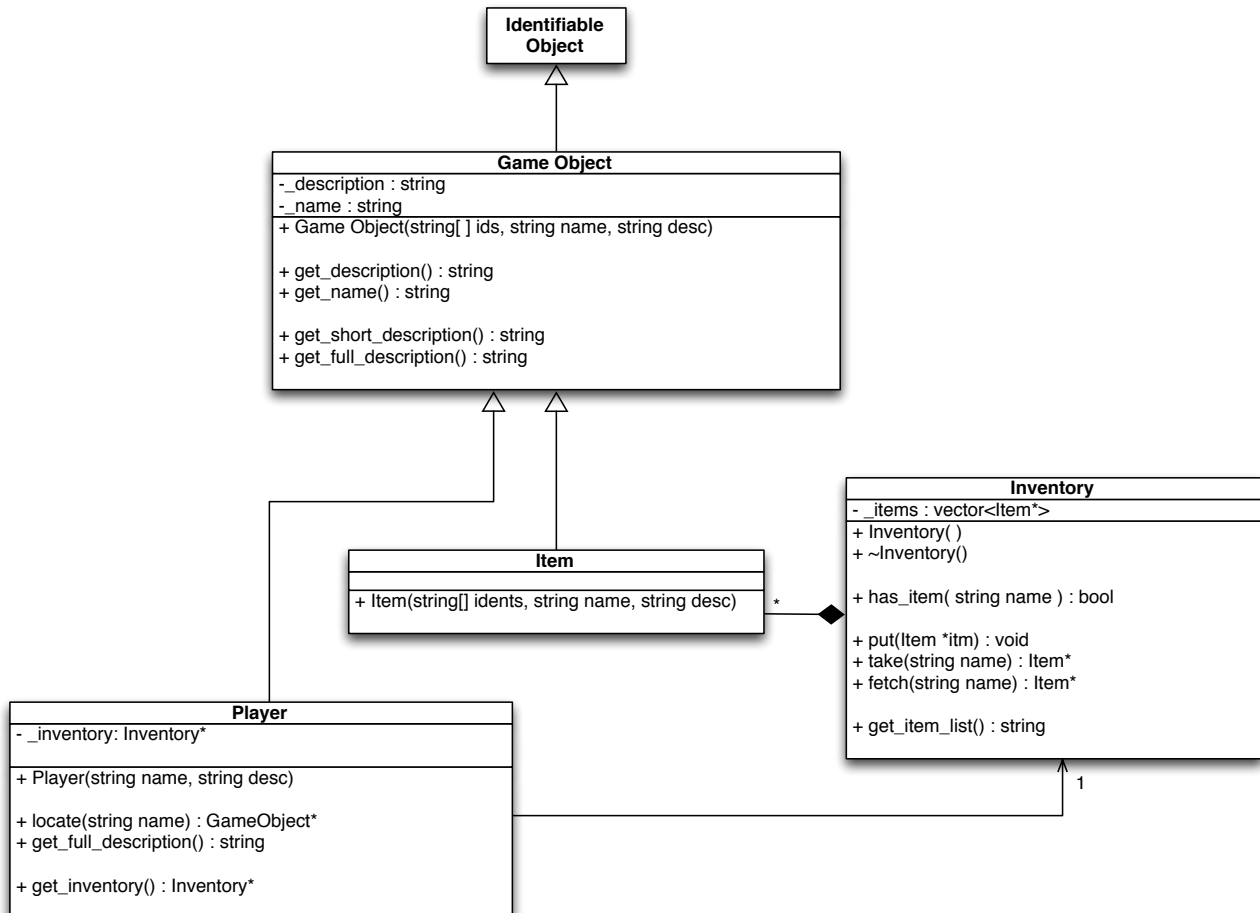 Identifiable
Object
Game Object
-_description : string
-_name : string
+ Game Object(string[ ] ids, string name, string desc)
+ get_description() : string
+ get_name() : string
+ get_short_description() : string
+ get_full_description() : string
Inventory
- _items : vector<Item*>
+ Inventory( )
+ ~Inventory()
+ has_item( string name ) : bool
+ put(Item *itm) : void
+ take(string name) : Item*
+ fetch(string name) : Item*
+ get_item_list() : string
Item
+ Item(string[] idents, string name, string desc)
*
Player
- _inventory: Inventory*
+ Player(string name, string desc)
+ locate(string name) : GameObject*
+ get_full_description() : string
+ get_inventory() : Inventory*
1